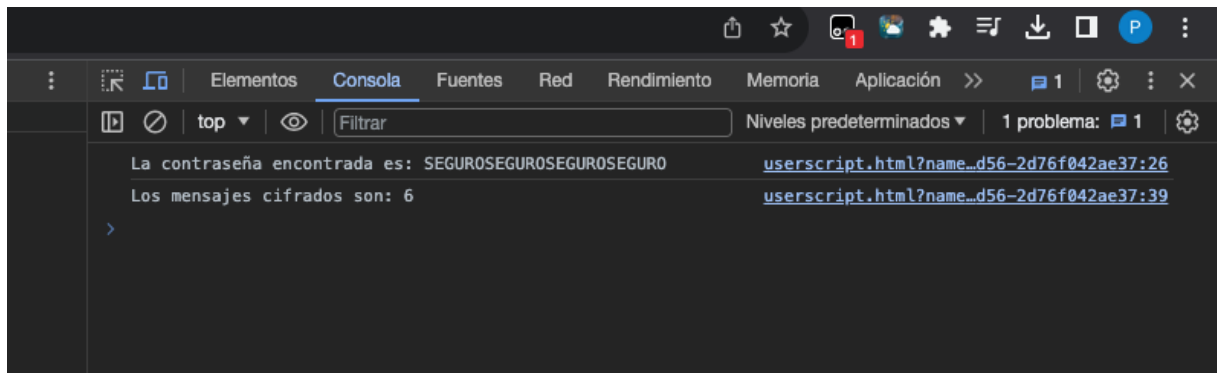 1
P
Elementos Consola Fuentes Red Rendimiento Memoria Aplicación >> 1
top Filtrar Niveles predeterminados 1 problema: 1
La contraseña encontrada es: SEGUROSEGUROSEGUROSEGURO userscript.html?name…d56-2d76f042ae37:26
Los mensajes cifrados son: 6 userscript.html?name…d56-2d76f042ae37:39
>